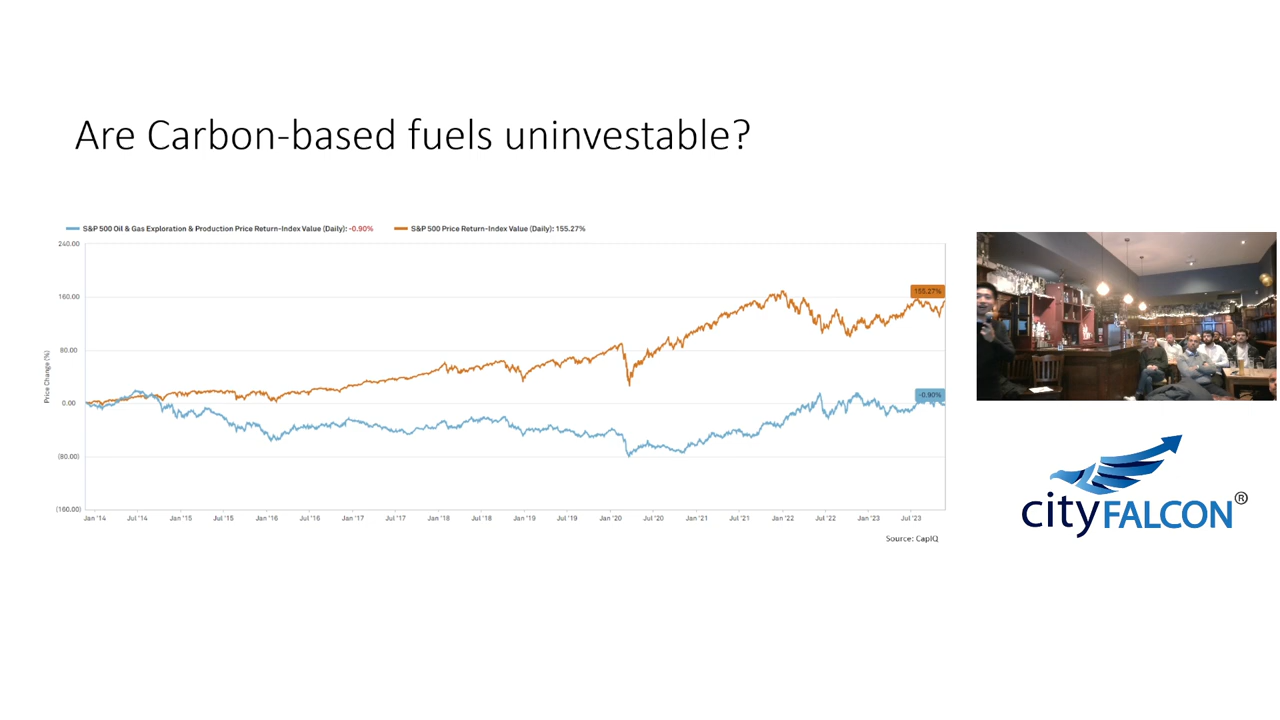 Are Carbon-based fuels uninvestable?
S&P 500 Oil & Gas Exploration & Production Price Return-Index Value (Daily): -0.90% S&P 500 Price Return-Index Value (Daily): 155.27%
240.00
160.00
80.00
0.00
(80.00)
(160.00)
Price Change (%)
155.27%
-0.90%
Jan '14 Jul '14 Jan '15 Jul '15 Jan '16 Jul '16 Jan '17 Jul '17 Jan '18 Jul '18 Jan '19 Jul '19 Jan '20 Jul '20 Jan '21 Jul '21 Jan '22 Jul '22 Jan '23 Jul '23
Source: CapIQ
cityFALCON®